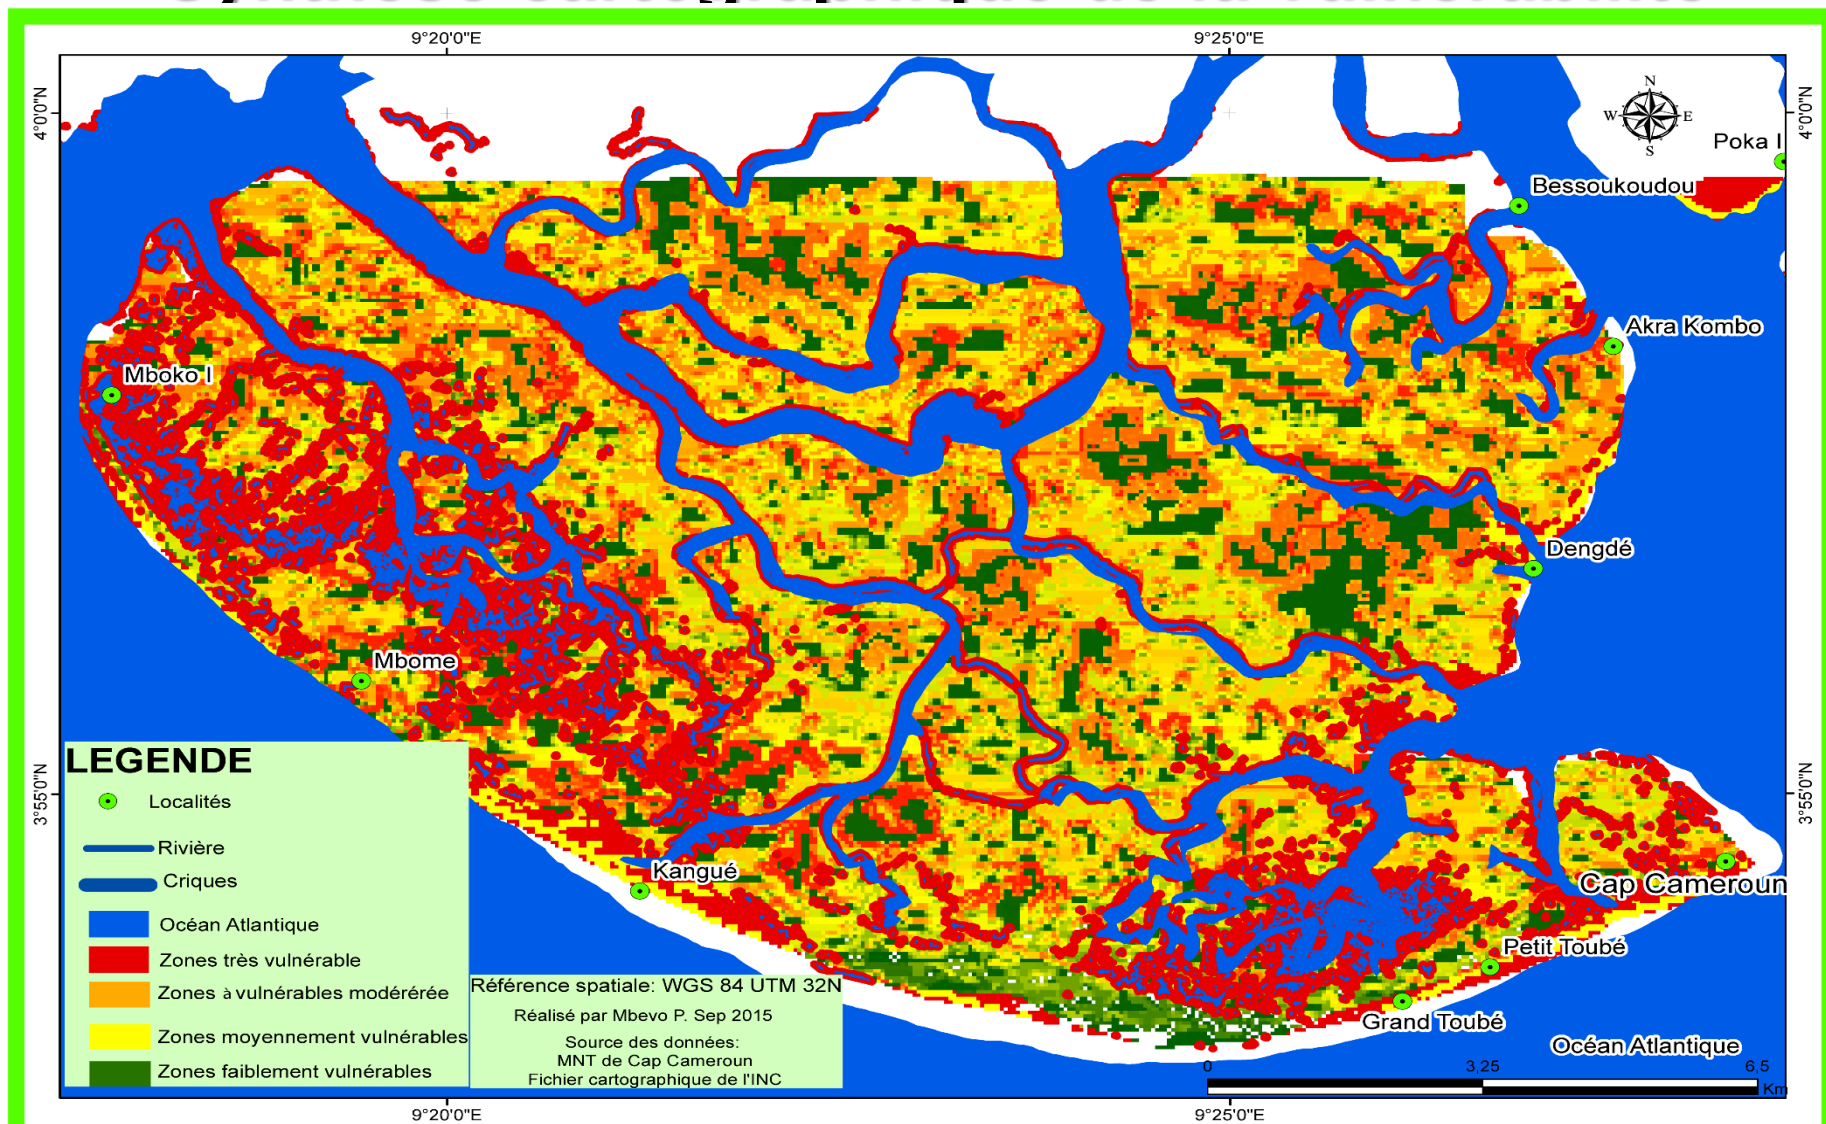 9°20'0"E
9°25'0"E
4°0'0"N
4°0'0"N
N
W
E
S
Poka I
Bessoukoudou
Akra Kombo
Mboko I
Dengdé
Mbome
3°55'0"N
3°55'0"N
Kangué
Cap Cameroun
Petit Toubé
Grand Toubé
Océan Atlantique
LEGENDE
Localités
Rivière
Criques
Océan Atlantique
Zones très vulnérable
Zones à vulnérables modérérée
Zones moyennement vulnérables
Zones faiblement vulnérables
Référence spatiale: WGS 84 UTM 32N
Réalisé par Mbevo P. Sep 2015
Source des données:
MNT de Cap Cameroun
Fichier cartographique de l'INC
0
3,25
6,5
Km
9°20'0"E
9°25'0"E